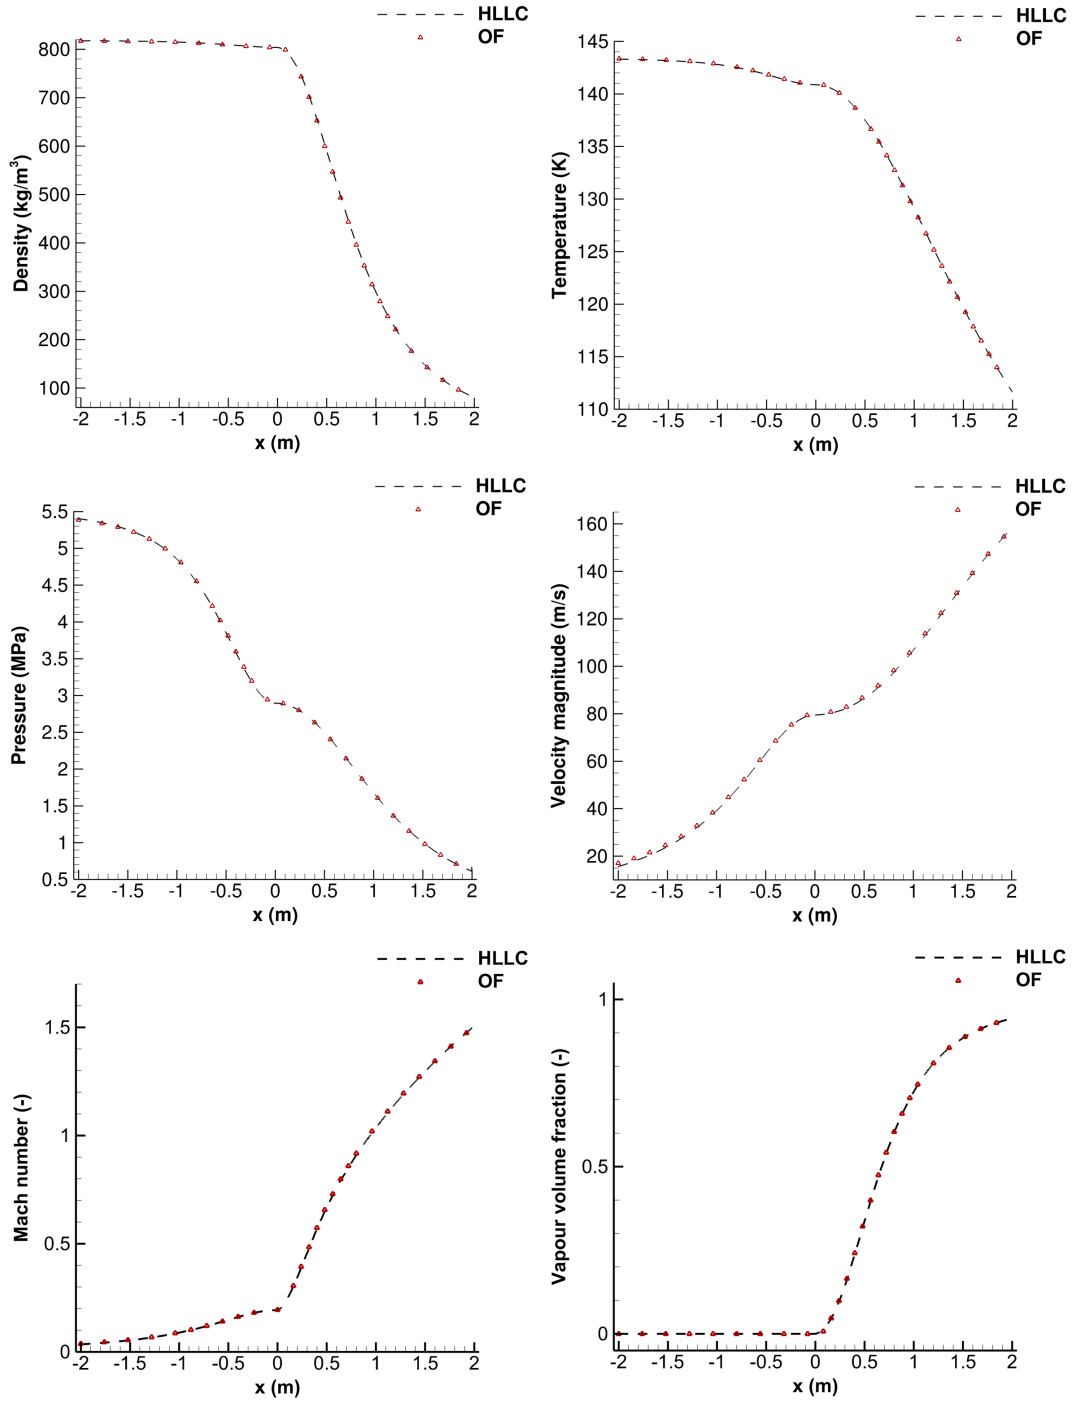 HLLC
OF
800
700
600
500
400
300
200
100
Density (kg/m³)
-2 -1.5 -1 -0.5 0 0.5 1 1.5 2
x (m)
HLLC
OF
145
140
135
130
125
120
115
110
Temperature (K)
-2 -1.5 -1 -0.5 0 0.5 1 1.5 2
x (m)
HLLC
OF
5.5
5
4.5
4
3.5
3
2.5
2
1.5
1
0.5
Pressure (MPa)
-2 -1.5 -1 -0.5 0 0.5 1 1.5 2
x (m)
HLLC
OF
160
140
120
100
80
60
40
20
Velocity magnitude (m/s)
-2 -1.5 -1 -0.5 0 0.5 1 1.5 2
x (m)
HLLC
OF
1.5
1
0.5
0
Mach number (-)
-2 -1.5 -1 -0.5 0 0.5 1 1.5 2
x (m)
HLLC
OF
1
0.5
0
Vapour volume fraction (-)
-2 -1.5 -1 -0.5 0 0.5 1 1.5 2
x (m)